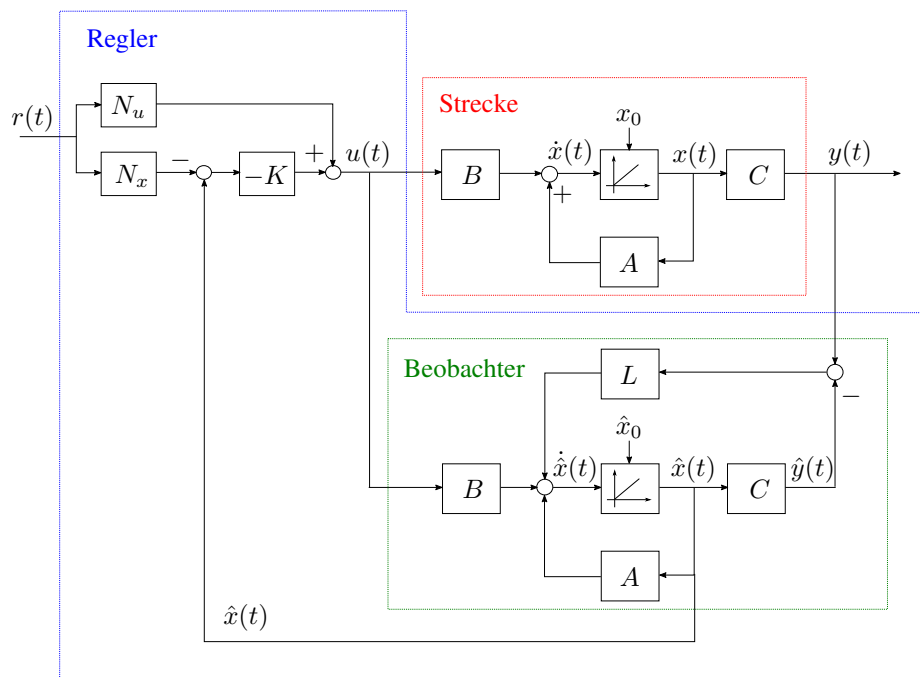 Regler
r(t)
N_u
N_x
−
−K
+
u(t)
Strecke
B
ẋ(t)
+
x_0
x(t)
C
y(t)
A
Beobachter
L
−
B
x̂̇(t)
x̂_0
x̂(t)
C
ŷ(t)
A
x̂(t)